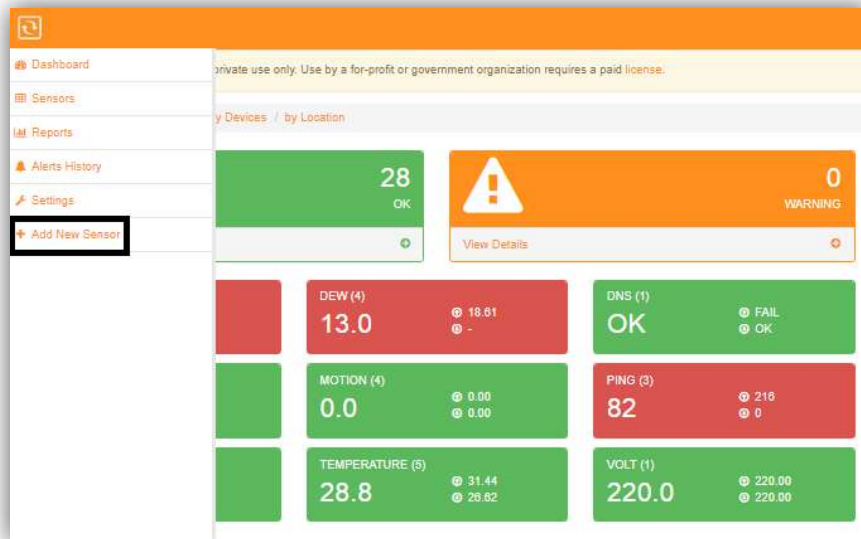 Dashboard
private use only. Use by a for-profit or government organization requires a paid license.
Sensors
y Devices / by Location
Reports
Alerts History
Settings
Add New Sensor
28
OK
0
WARNING
View Details
DEW (4)
13.0
18.61
-
DNS (1)
OK
FAIL
OK
MOTION (4)
0.0
0.00
0.00
PING (3)
82
216
0
TEMPERATURE (5)
28.8
31.44
26.62
VOLT (1)
220.0
220.00
220.00